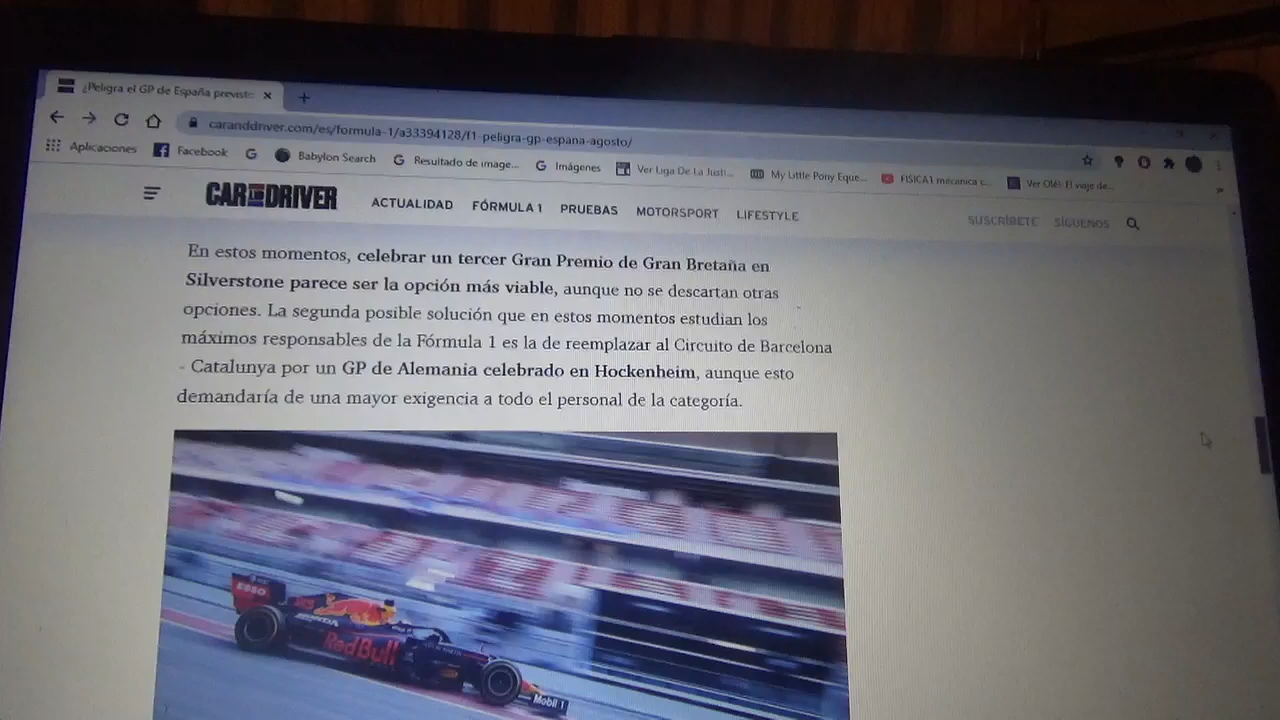 ¿Peligra el GP de España previsto
caranddriver.com/es/formula-1/a33394128/f1-peligra-gp-espana-agosto/
Aplicaciones Facebook Babylon Search Resultado de image... Imágenes Ver Liga De La Justi... My Little Pony Eque... FISICA1 mecanica c... Ver Olé: El viaje de...
CAR AND DRIVER ACTUALIDAD FÓRMULA 1 PRUEBAS MOTORSPORT LIFESTYLE SUSCRÍBETE SÍGUENOS
En estos momentos, celebrar un tercer Gran Premio de Gran Bretaña en
Silverstone parece ser la opción más viable, aunque no se descartan otras
opciones. La segunda posible solución que en estos momentos estudian los
máximos responsables de la Fórmula 1 es la de reemplazar al Circuito de Barcelona
- Catalunya por un GP de Alemania celebrado en Hockenheim, aunque esto
demandaría de una mayor exigencia a todo el personal de la categoría.
Esso
HONDA
Red Bull
Mobil 1